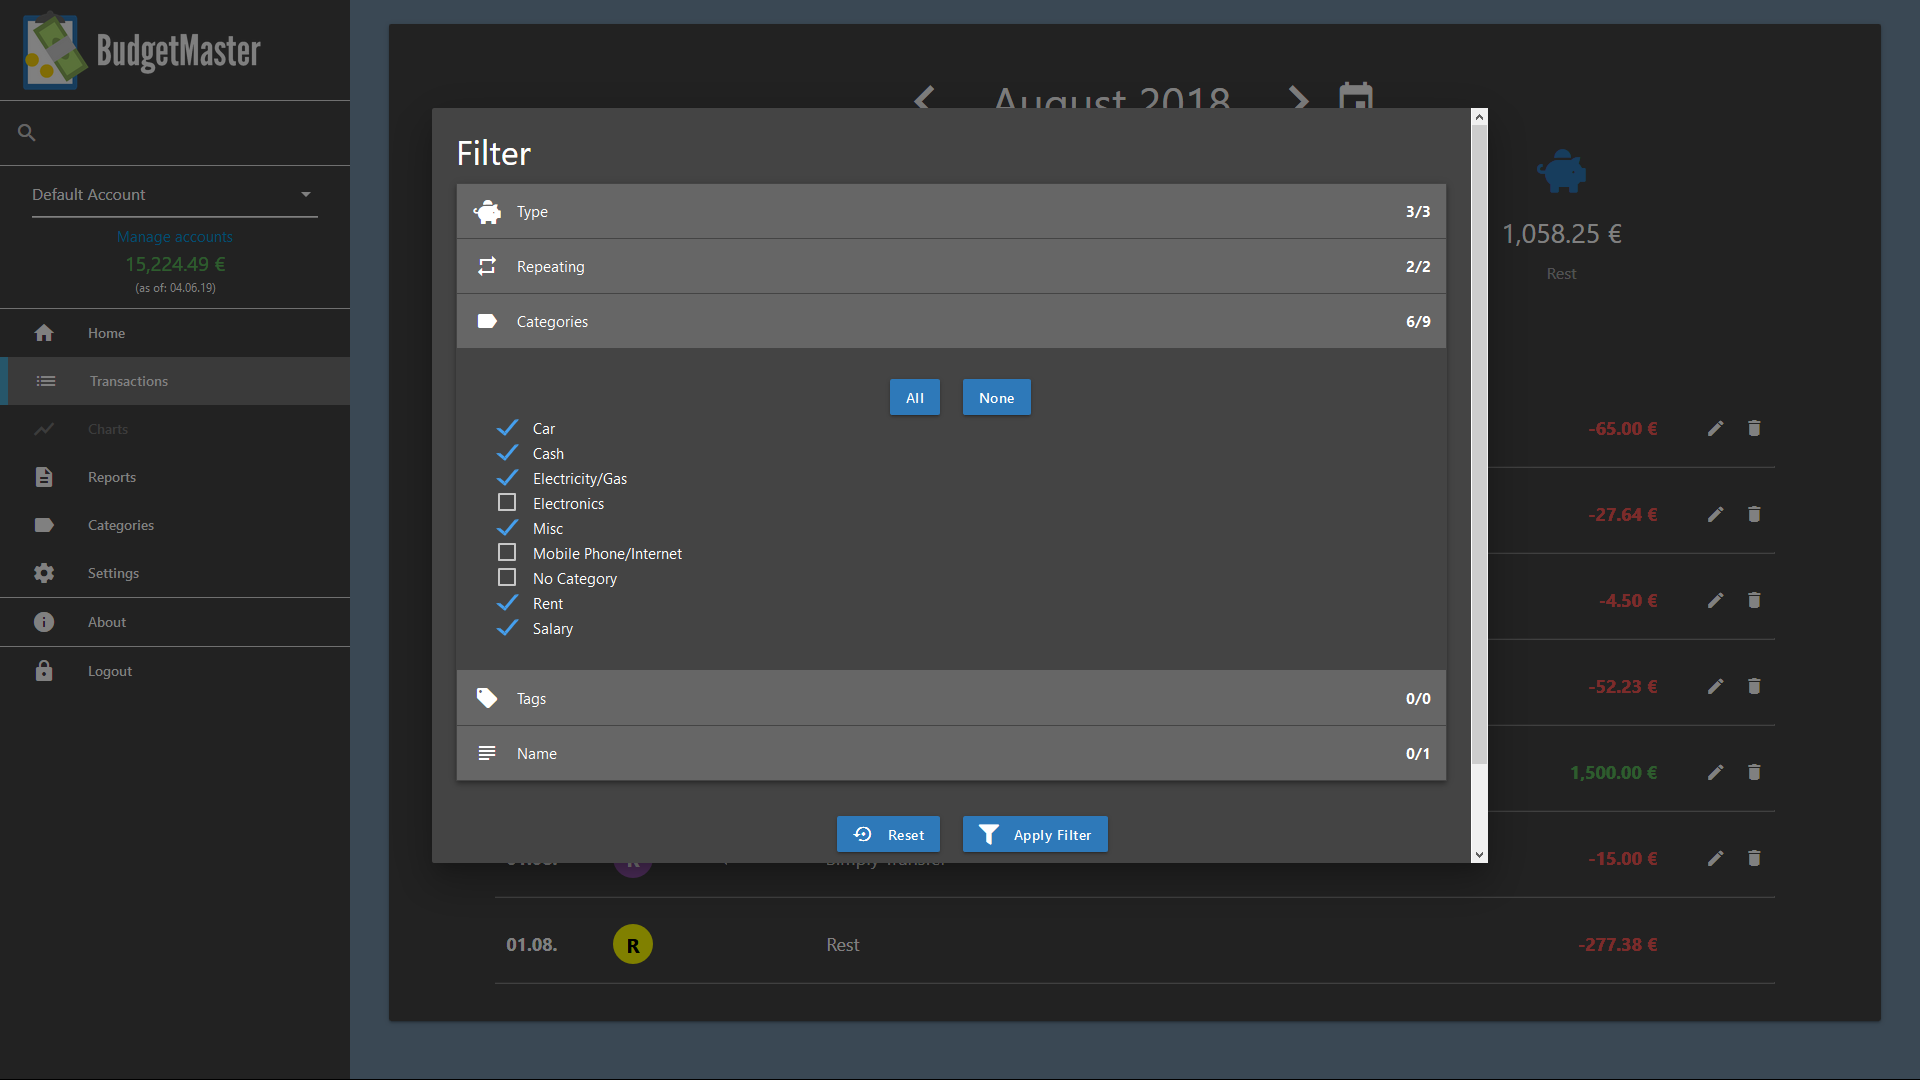 BudgetMaster
Default Account
Manage accounts
15,224.49 €
(as of: 04.06.19)
Home
Transactions
Charts
Reports
Categories
Settings
About
Logout
August 2018
1,058.25 €
Rest
Filter
Type 3/3
Repeating 2/2
Categories 6/9
All None
Car
Cash
Electricity/Gas
Electronics
Misc
Mobile Phone/Internet
No Category
Rent
Salary
Tags 0/0
Name 0/1
Reset Apply Filter
-65.00 €
-27.64 €
-4.50 €
-52.23 €
1,500.00 €
-15.00 €
01.08. R Rest -277.38 €